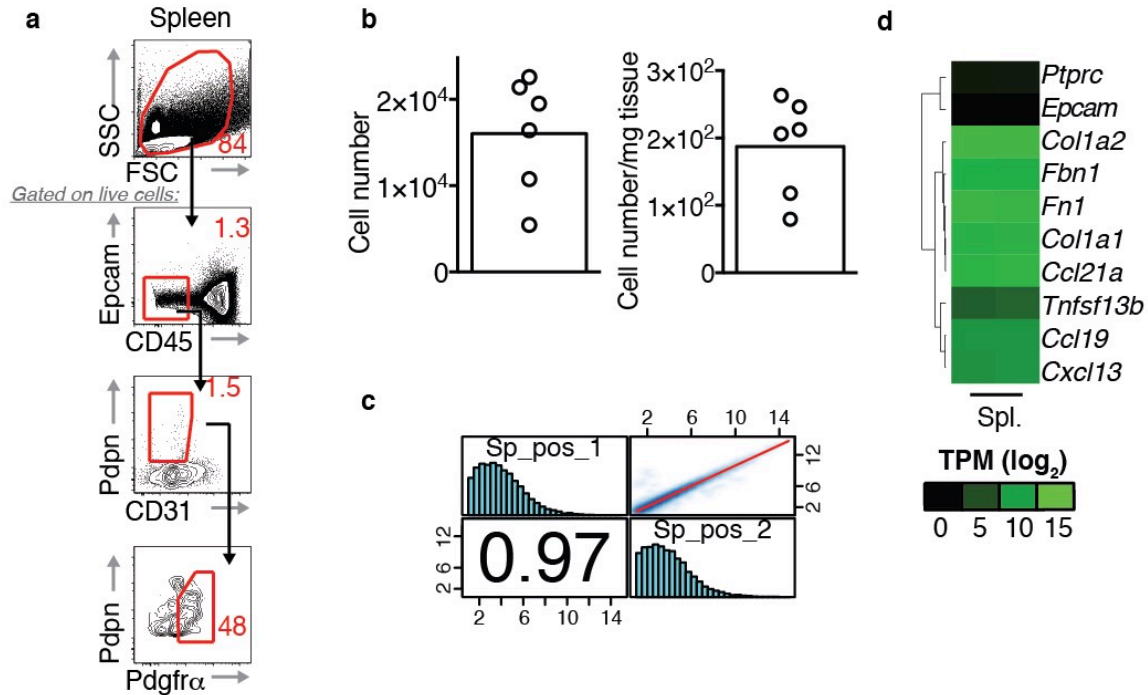 a
Spleen
SSC
84
FSC
Gated on live cells:
1.3
Epcam
CD45
1.5
Pdpn
CD31
48
Pdpn
Pdgfrα
b
Cell number
2×10⁴
1×10⁴
0
Cell number/mg tissue
3×10²
2×10²
1×10²
0
c
2 6 10 14
Sp_pos_1
12
6
2
12
6
2
0.97
Sp_pos_2
2 6 10 14
d
Ptprc
Epcam
Col1a2
Fbn1
Fn1
Col1a1
Ccl21a
Tnfsf13b
Ccl19
Cxcl13
Spl.
TPM (log₂)
0 5 10 15